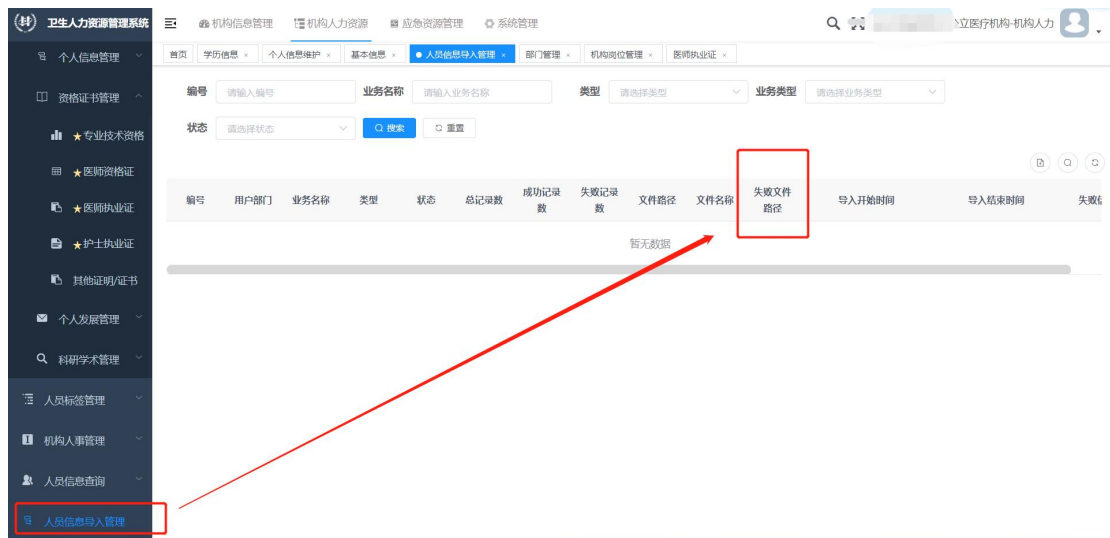 卫生人力资源管理系统
机构信息管理 机构人力资源 应急资源管理 系统管理
立医疗机构-机构人力
首页 学历信息 × 个人信息维护 × 基本信息 × 人员信息导入管理 × 部门管理 × 机构岗位管理 × 医师执业证 ×
个人信息管理
资格证书管理
★专业技术资格
★医师资格证
★医师执业证
★护士执业证
其他证明/证书
个人发展管理
科研学术管理
人员标签管理
机构人事管理
人员信息查询
人员信息导入管理
编号 请输入编号 业务名称 请输入业务名称 类型 请选择类型 业务类型 请选择业务类型
状态 请选择状态 搜索 重置
编号 用户部门 业务名称 类型 状态 总记录数 成功记录数 失败记录数 文件路径 文件名称 失败文件路径 导入开始时间 导入结束时间 失败
暂无数据